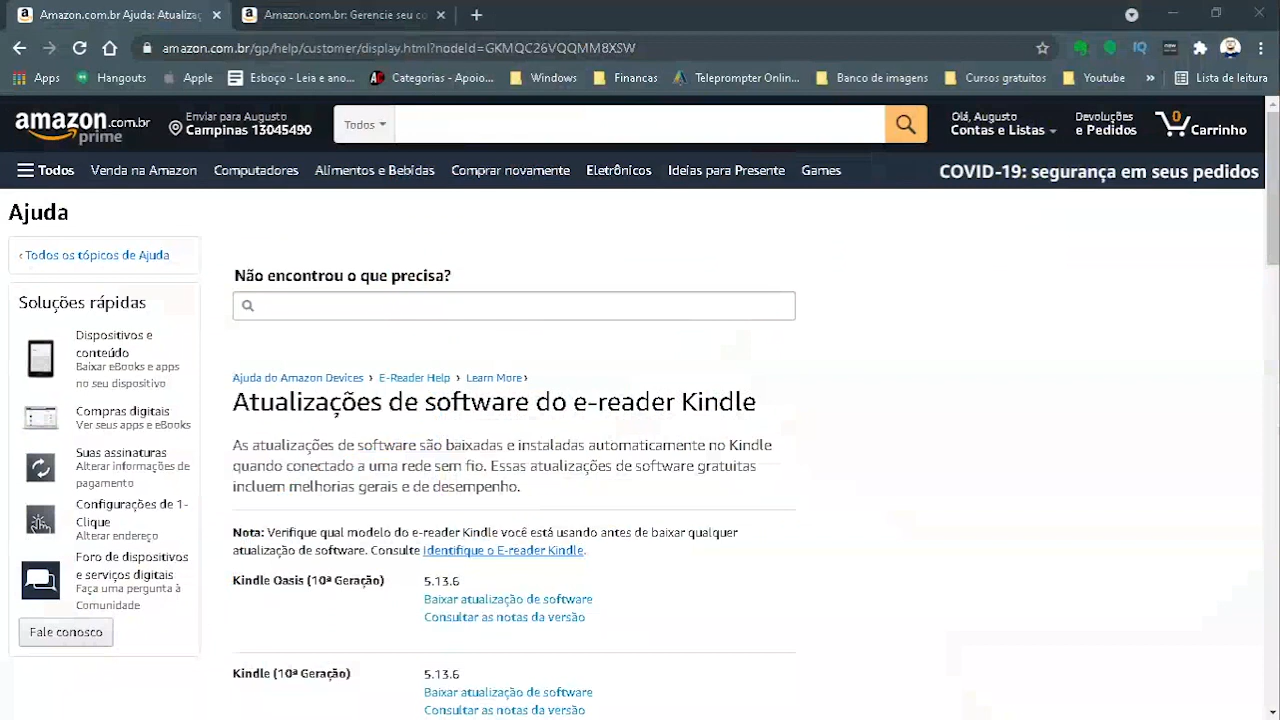 Amazon.com.br Ajuda: Atualizaç
Amazon.com.br: Gerencie seu co
amazon.com.br/gp/help/customer/display.html?nodeId=GKMQC26VQQMM8XSW
Apps
Hangouts
Apple
Esboço - Leia e ano...
Categorias - Apoio...
Windows
Financas
Teleprompter Onlin...
Banco de imagens
Cursos gratuitos
Youtube
»
Lista de leitura
amazon.com.br
prime
Enviar para Augusto
Campinas 13045490
Todos
Olá, Augusto
Contas e Listas
Devoluções
e Pedidos
0
Carrinho
Todos
Venda na Amazon
Computadores
Alimentos e Bebidas
Comprar novamente
Eletrônicos
Ideias para Presente
Games
COVID-19: segurança em seus pedidos
Ajuda
‹ Todos os tópicos de Ajuda
Soluções rápidas
Dispositivos e
conteúdo
Baixar eBooks e apps
no seu dispositivo
Compras digitais
Ver seus apps e eBooks
Suas assinaturas
Alterar informações de
pagamento
Configurações de 1-
Clique
Alterar endereço
Foro de dispositivos
e serviços digitais
Faça uma pergunta à
Comunidade
Fale conosco
Não encontrou o que precisa?
Ajuda do Amazon Devices › E-Reader Help › Learn More ›
Atualizações de software do e-reader Kindle
As atualizações de software são baixadas e instaladas automaticamente no Kindle
quando conectado a uma rede sem fio. Essas atualizações de software gratuitas
incluem melhorias gerais e de desempenho.
Nota: Verifique qual modelo do e-reader Kindle você está usando antes de baixar qualquer
atualização de software. Consulte Identifique o E-reader Kindle.
Kindle Oasis (10ª Geração)
5.13.6
Baixar atualização de software
Consultar as notas da versão
Kindle (10ª Geração)
5.13.6
Baixar atualização de software
Consultar as notas da versão